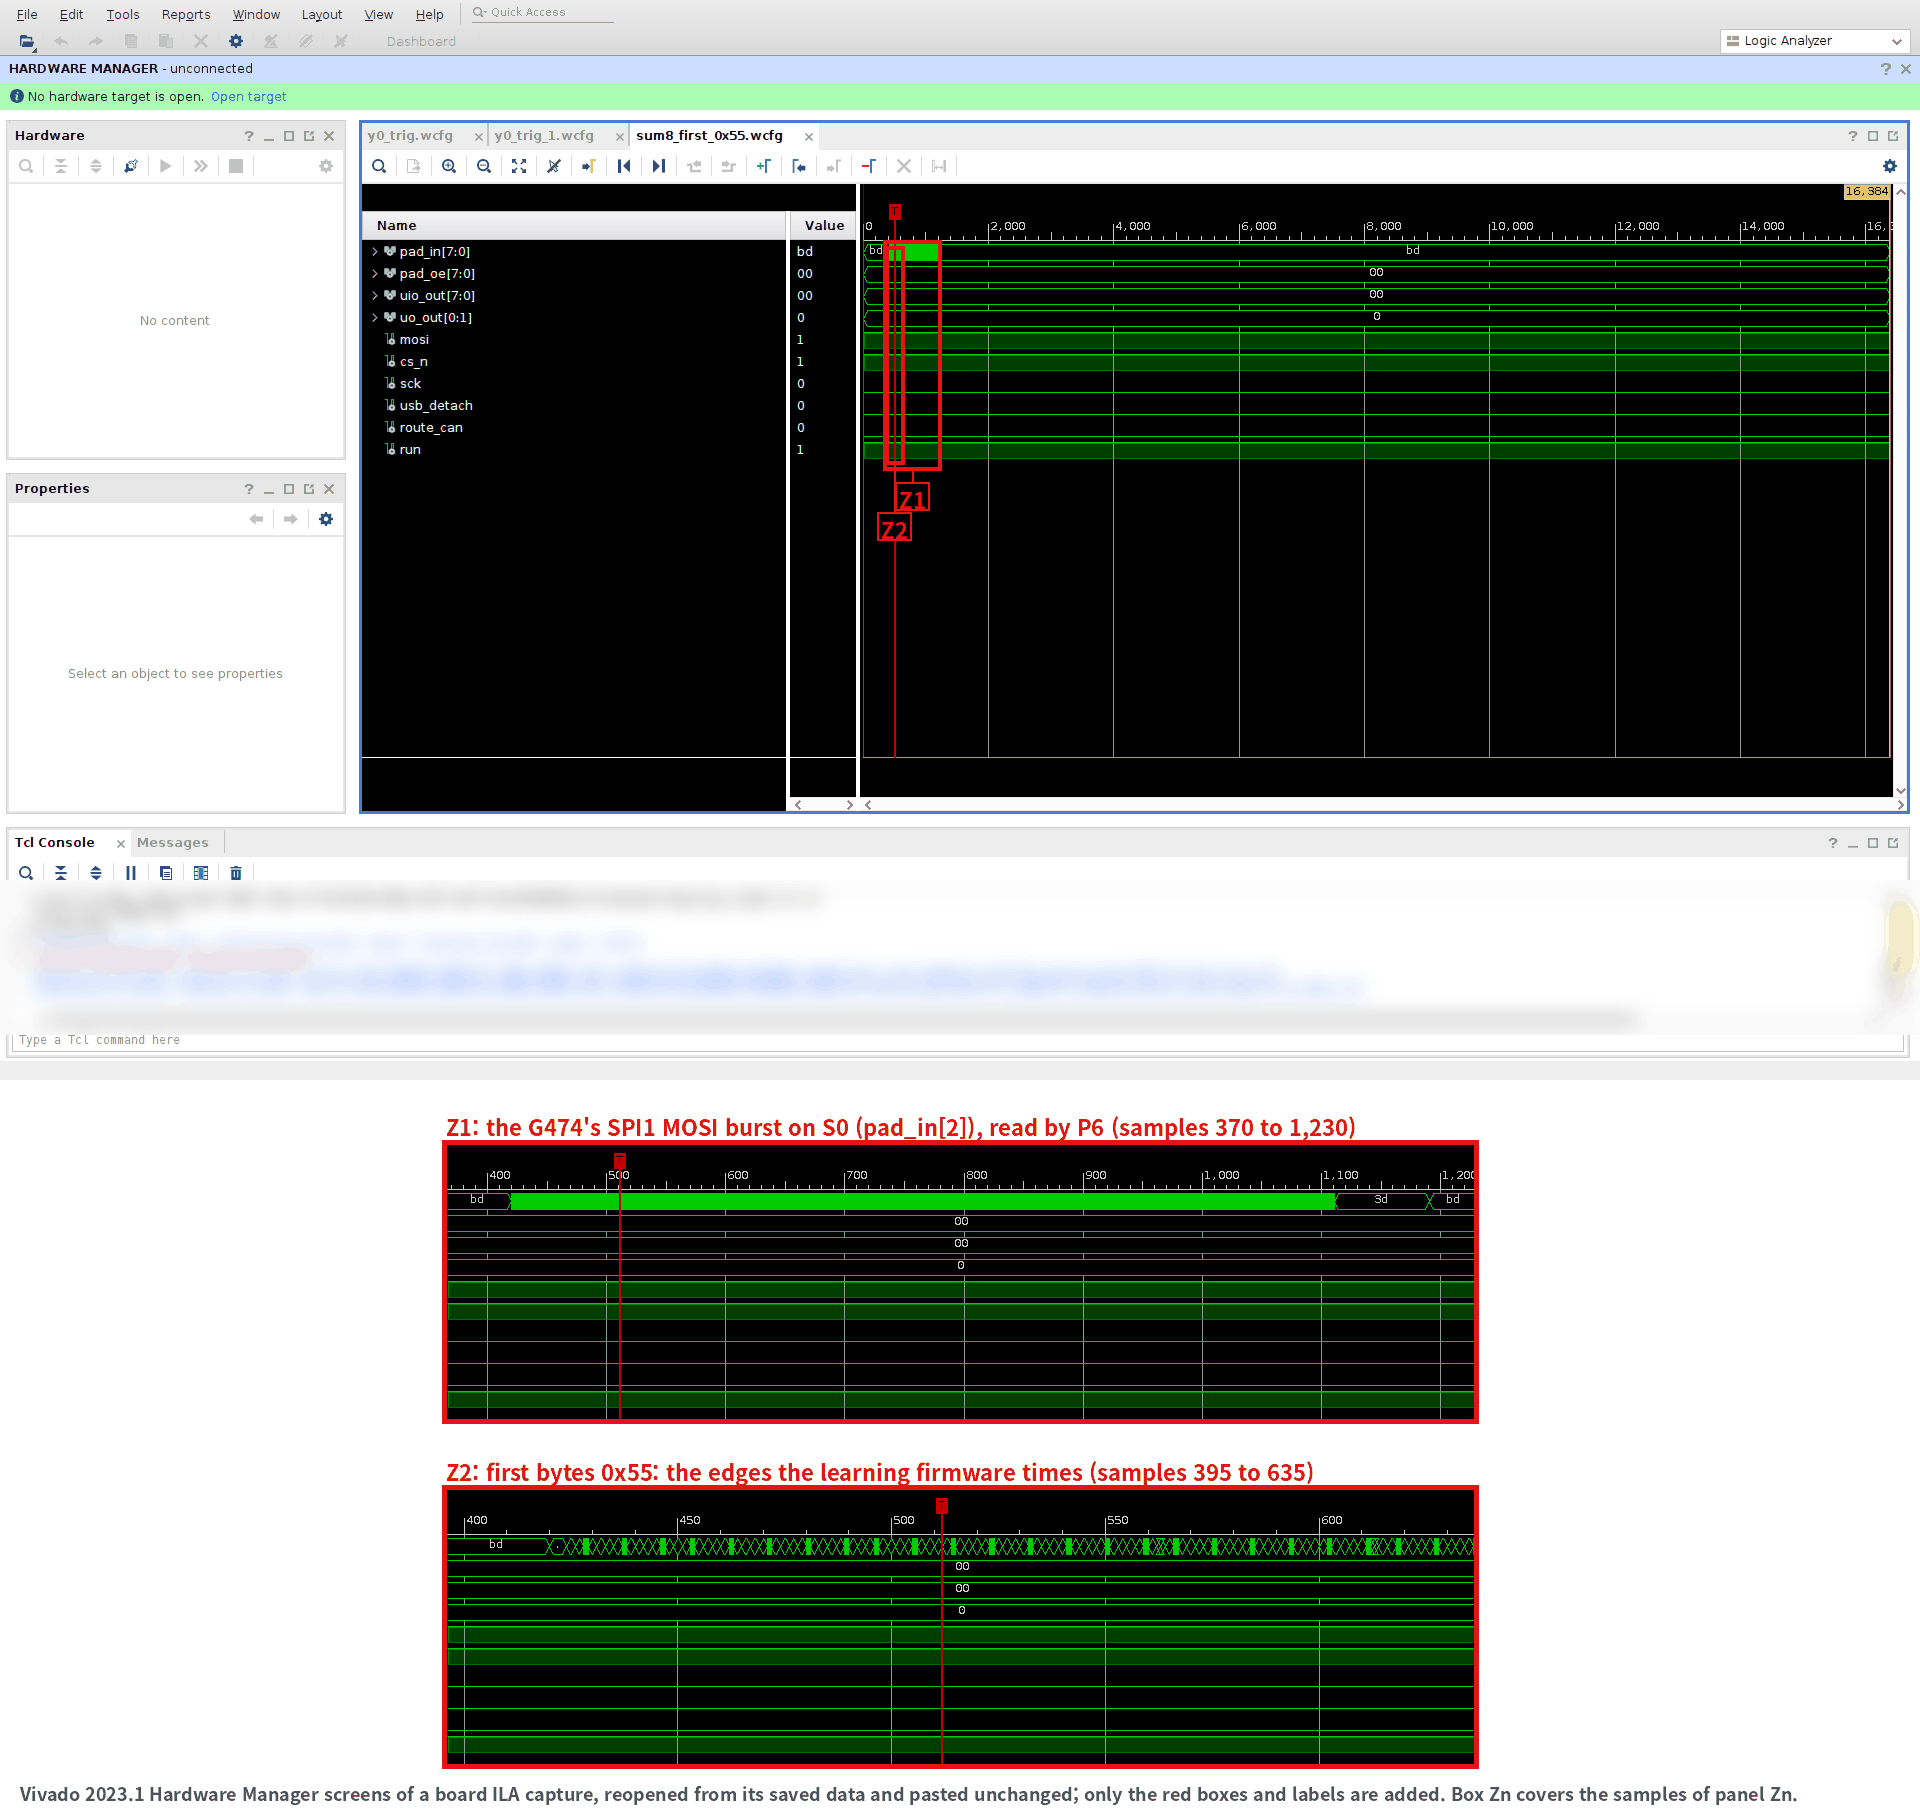 File Edit Tools Reports Window Layout View Help Quick Access
Dashboard Logic Analyzer
HARDWARE MANAGER - unconnected
No hardware target is open. Open target
Hardware
No content
Properties
Select an object to see properties
y0_trig.wcfg y0_trig_1.wcfg sum8_first_0x55.wcfg
16,384
T
Name Value 0 2,000 4,000 6,000 8,000 10,000 12,000 14,000 16,3
pad_in[7:0] bd bd bd
pad_oe[7:0] 00 00
uio_out[7:0] 00 00
uo_out[0:1] 0 0
mosi 1
cs_n 1
sck 0
usb_detach 0
route_can 0
run 1
Z1
Z2
Tcl Console Messages
Type a Tcl command here
Z1: the G474's SPI1 MOSI burst on S0 (pad_in[2]), read by P6 (samples 370 to 1,230)
T
400 500 600 700 800 900 1,000 1,100 1,200
bd 3d bd
00
00
0
Z2: first bytes 0x55: the edges the learning firmware times (samples 395 to 635)
T
400 450 500 550 600
bd
00
00
0
Vivado 2023.1 Hardware Manager screens of a board ILA capture, reopened from its saved data and pasted unchanged; only the red boxes and labels are added. Box Zn covers the samples of panel Zn.